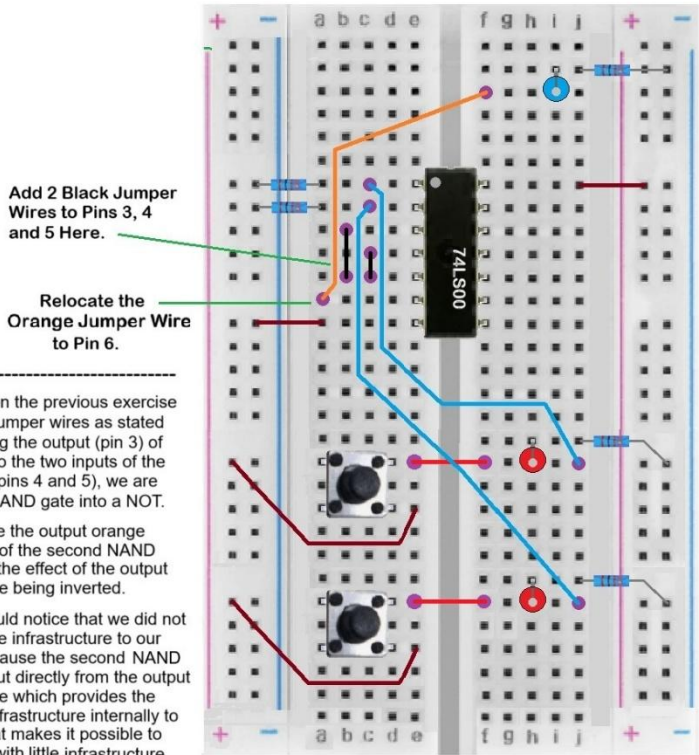 + − a b c d e f g h i j + −
Add 2 Black Jumper
Wires to Pins 3, 4
and 5 Here.
74LS00
Relocate the
Orange Jumper Wire
to Pin 6.
n the previous exercise
umper wires as stated
g the output (pin 3) of
o the two inputs of the
pins 4 and 5), we are
AND gate into a NOT.
e the output orange
of the second NAND
the effect of the output
e being inverted.
uld notice that we did not
e infrastructure to our
ause the second NAND
ut directly from the output
e which provides the
frastructure internally to
at makes it possible to
with little infrastructure
+ − a b c d e f g h i j + −